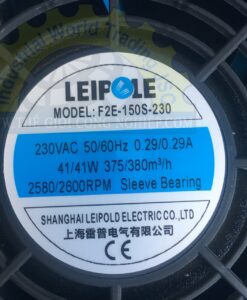 LEIPOLE
MODEL: F2E-150S-230
230VAC 50/60Hz 0.29/0.29A
41/41W 375/380m³/h
2580/2600RPM Sleeve Bearing
SHANGHAI LEIPOLD ELECTRIC CO.,LTD
上海雷普电气有限公司
CE